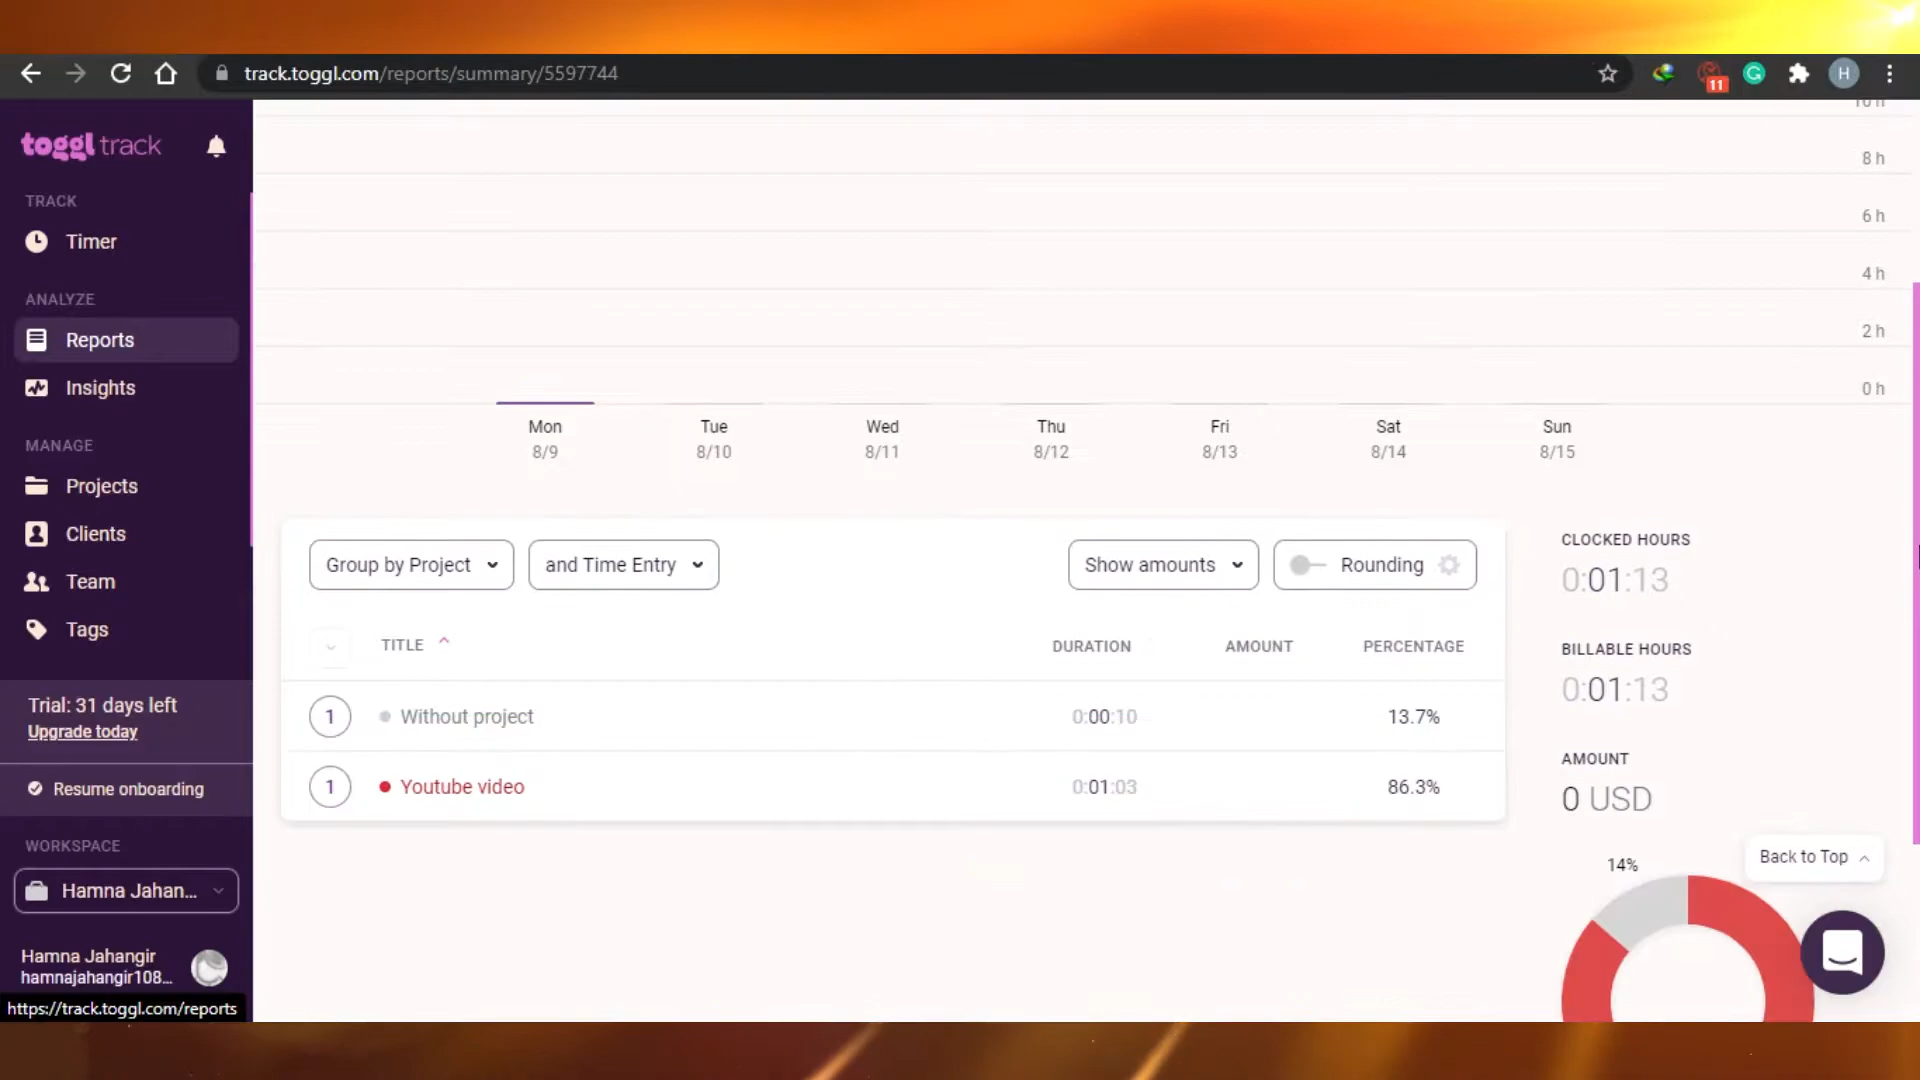 track.toggl.com/reports/summary/5597744
11
H
toggl track
TRACK
Timer
ANALYZE
Reports
Insights
MANAGE
Projects
Clients
Team
Tags
Trial: 31 days left
Upgrade today
Resume onboarding
WORKSPACE
Hamna Jahan...
Hamna Jahangir
hamnajahangir108...
https://track.toggl.com/reports
10 h
8 h
6 h
4 h
2 h
0 h
Mon Tue Wed Thu Fri Sat Sun
8/9 8/10 8/11 8/12 8/13 8/14 8/15
Group by Project and Time Entry Show amounts Rounding
TITLE DURATION AMOUNT PERCENTAGE
1 Without project 0:00:10 13.7%
1 Youtube video 0:01:03 86.3%
CLOCKED HOURS
0:01:13
BILLABLE HOURS
0:01:13
AMOUNT
0 USD
Back to Top
14%